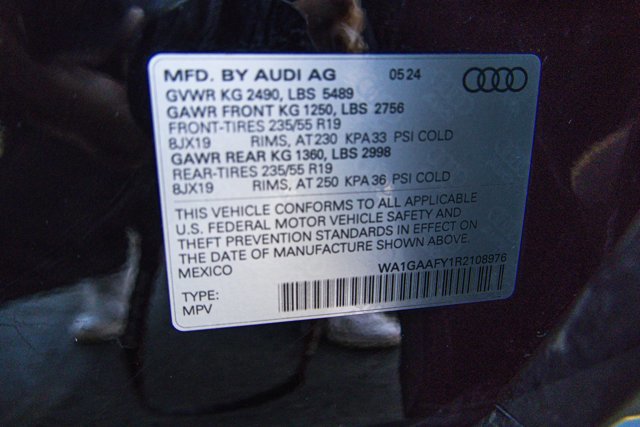 MFD. BY AUDI AG 0524
GVWR KG 2490, LBS 5489
GAWR FRONT KG 1250, LBS 2756
FRONT-TIRES 235/55 R19
8JX19 RIMS, AT 230 KPA 33 PSI COLD
GAWR REAR KG 1360, LBS 2998
REAR-TIRES 235/55 R19
8JX19 RIMS, AT 250 KPA 36 PSI COLD
THIS VEHICLE CONFORMS TO ALL APPLICABLE
U.S. FEDERAL MOTOR VEHICLE SAFETY AND
THEFT PREVENTION STANDARDS IN EFFECT ON
THE DATE OF MANUFACTURE SHOWN ABOVE.
MEXICO WA1GAAFY1R2108976
TYPE:
MPV